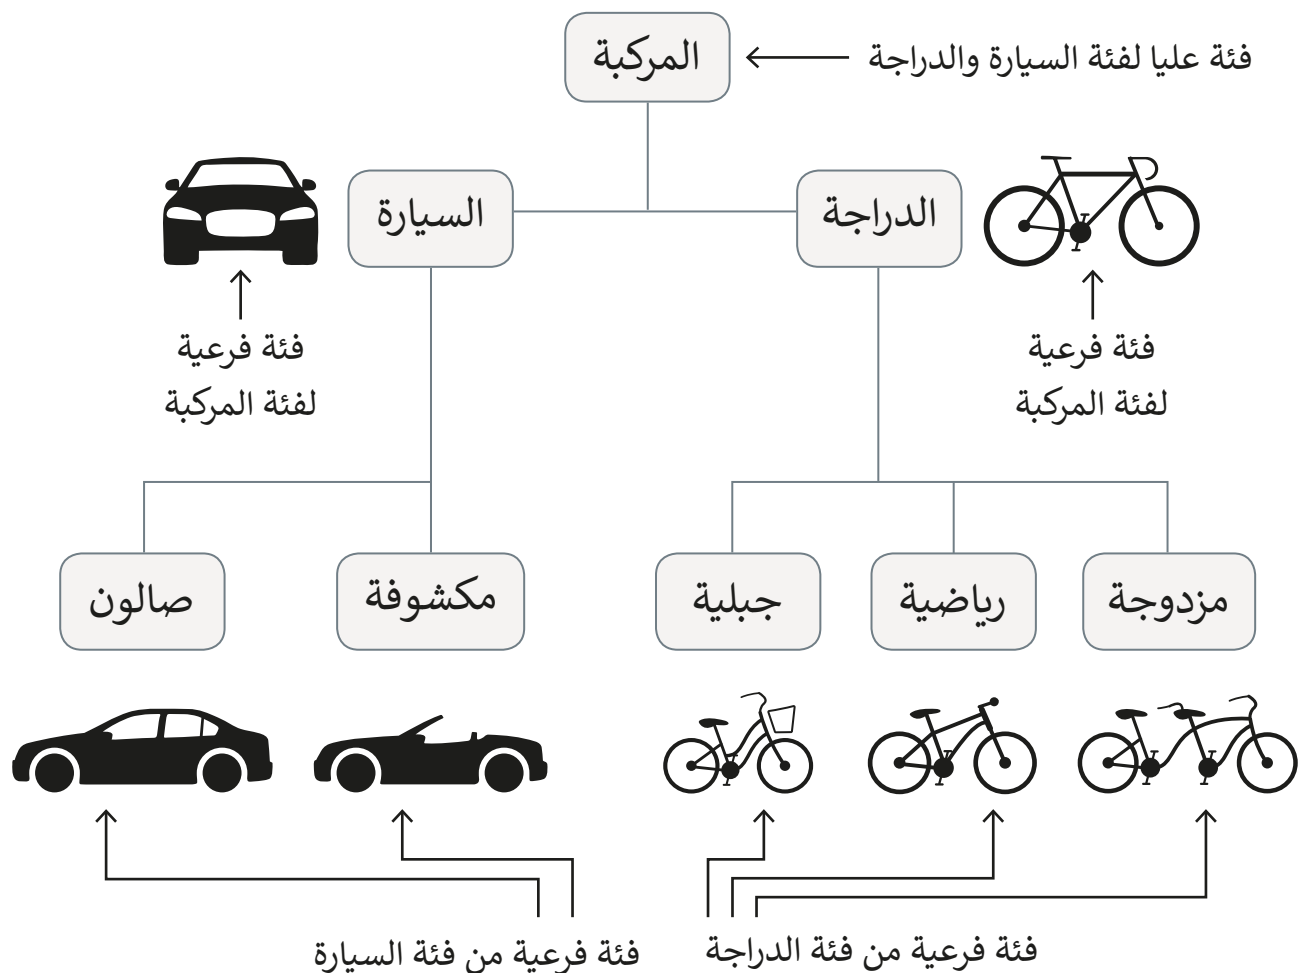 المركبة
فئة عليا لفئة السيارة والدراجة
الدراجة
السيارة
فئة فرعية
لفئة المركبة
فئة فرعية
لفئة المركبة
مزدوجة
رياضية
جبلية
مكشوفة
صالون
فئة فرعية من فئة الدراجة
فئة فرعية من فئة السيارة